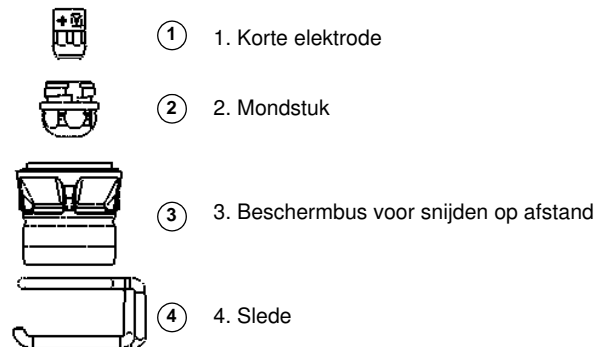 1 1. Korte elektrode
2 2. Mondstuk
3 3. Beschermbus voor snijden op afstand
4 4. Slede